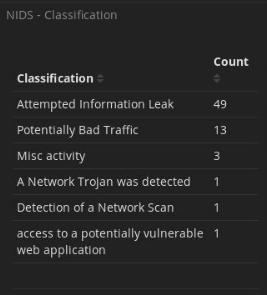 NIDS - Classification
Count
Classification
Attempted Information Leak 49
Potentially Bad Traffic 13
Misc activity 3
A Network Trojan was detected 1
Detection of a Network Scan 1
access to a potentially vulnerable 1
web application